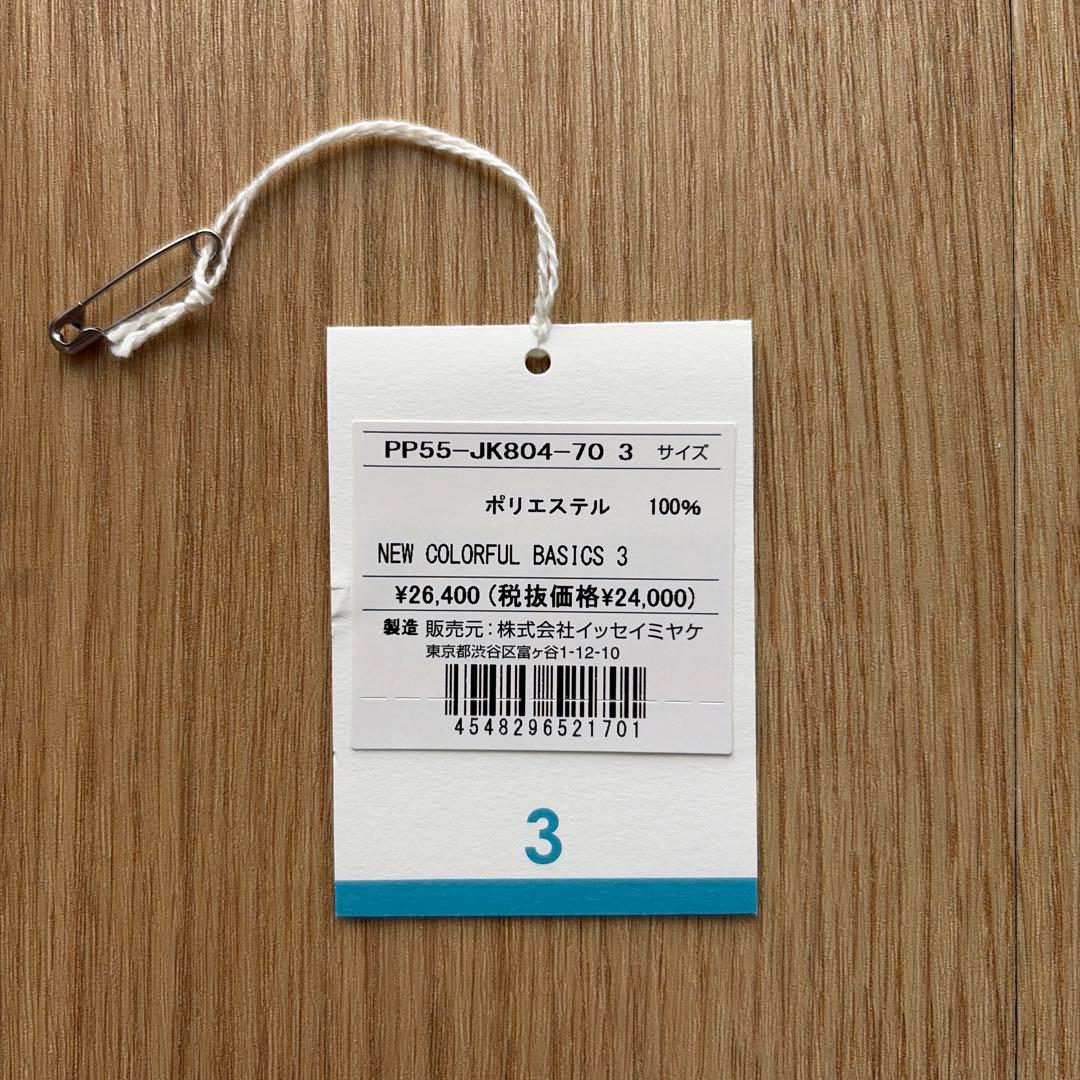 PP55-JK804-70 3 サイズ
ポリエステル 100%
NEW COLORFUL BASICS 3
¥26,400(税抜価格¥24,000)
製造 販売元:株式会社イッセイミヤケ
東京都渋谷区富ヶ谷1-12-10
4548296521701
3